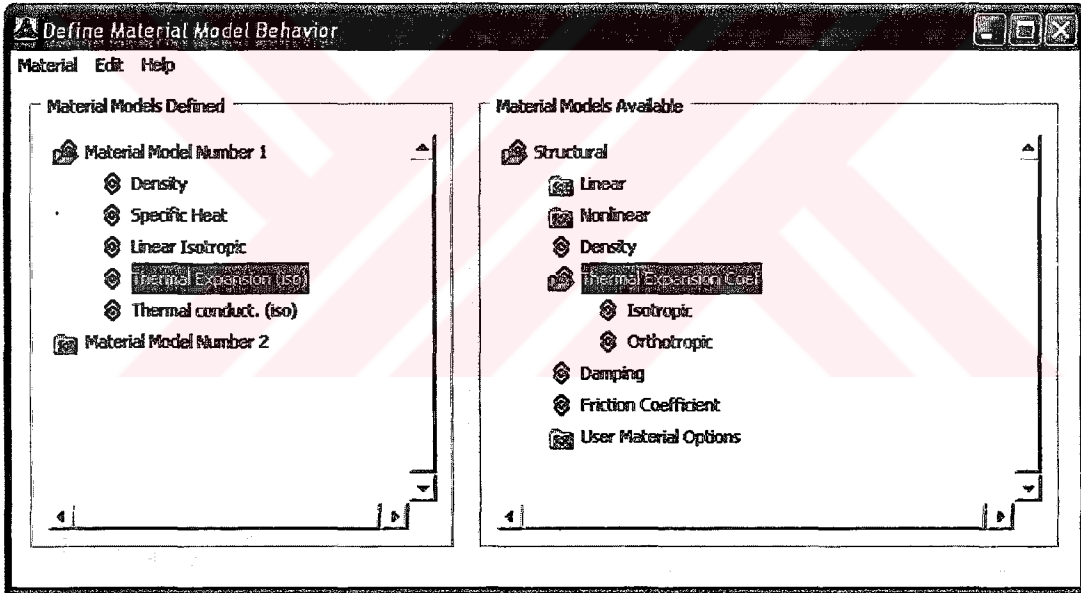 Define Material Model Behavior
Material Edit Help
Material Models Defined
Material Model Number 1
Density
Specific Heat
Linear Isotropic
Thermal Expansion (iso)
Thermal conduct. (iso)
Material Model Number 2
Material Models Available
Structural
Linear
Nonlinear
Density
Thermal Expansion Coef
Isotropic
Orthotropic
Damping
Friction Coefficient
User Material Options